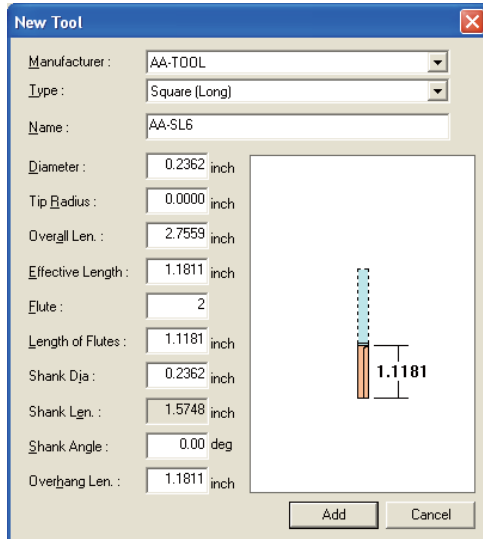 New Tool
Manufacturer : AA-TOOL
Type : Square (Long)
Name : AA-SL6
Diameter : 0.2362 inch
Tip Radius : 0.0000 inch
Overall Len. : 2.7559 inch
Effective Length : 1.1811 inch
Flute : 2
Length of Flutes : 1.1181 inch
Shank Dja : 0.2362 inch
Shank Len. : 1.5748 inch
Shank Angle : 0.00 deg
Overhang Len. : 1.1811 inch
1.1181
Add Cancel